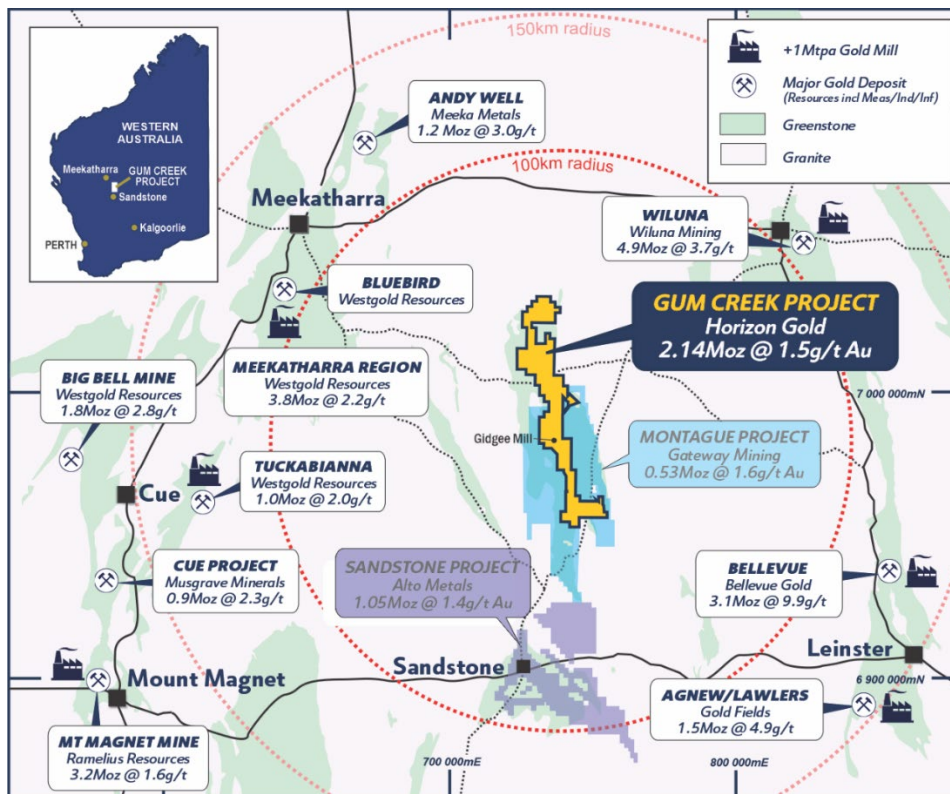 150km radius
100km radius
WESTERN
AUSTRALIA
Meekatharra
GUM CREEK
PROJECT
Sandstone
Kalgoorlie
PERTH
+1Mtpa Gold Mill
Major Gold Deposit
(Resources incl Meas/Ind/Inf)
Greenstone
Granite
ANDY WELL
Meeka Metals
1.2 Moz @ 3.0g/t
Meekatharra
WILUNA
Wiluna Mining
4.9Moz @ 3.7g/t
BLUEBIRD
Westgold Resources
GUM CREEK PROJECT
Horizon Gold
2.14Moz @ 1.5g/t Au
MEEKATHARRA REGION
Westgold Resources
3.8Moz @ 2.2g/t
BIG BELL MINE
Westgold Resources
1.8Moz @ 2.8g/t
7 000 000mN
Gidgee Mill
MONTAGUE PROJECT
Gateway Mining
0.53Moz @ 1.6g/t Au
TUCKABIANNA
Westgold Resources
1.0Moz @ 2.0g/t
Cue
CUE PROJECT
Musgrave Minerals
0.9Moz @ 2.3g/t
SANDSTONE PROJECT
Alto Metals
1.05Moz @ 1.4g/t Au
BELLEVUE
Bellevue Gold
3.1Moz @ 9.9g/t
Sandstone
Leinster
6 900 000mN
Mount Magnet
AGNEW/LAWLERS
Gold Fields
1.5Moz @ 4.9g/t
MT MAGNET MINE
Ramelius Resources
3.2Moz @ 1.6g/t
700 000mE
800 000mE